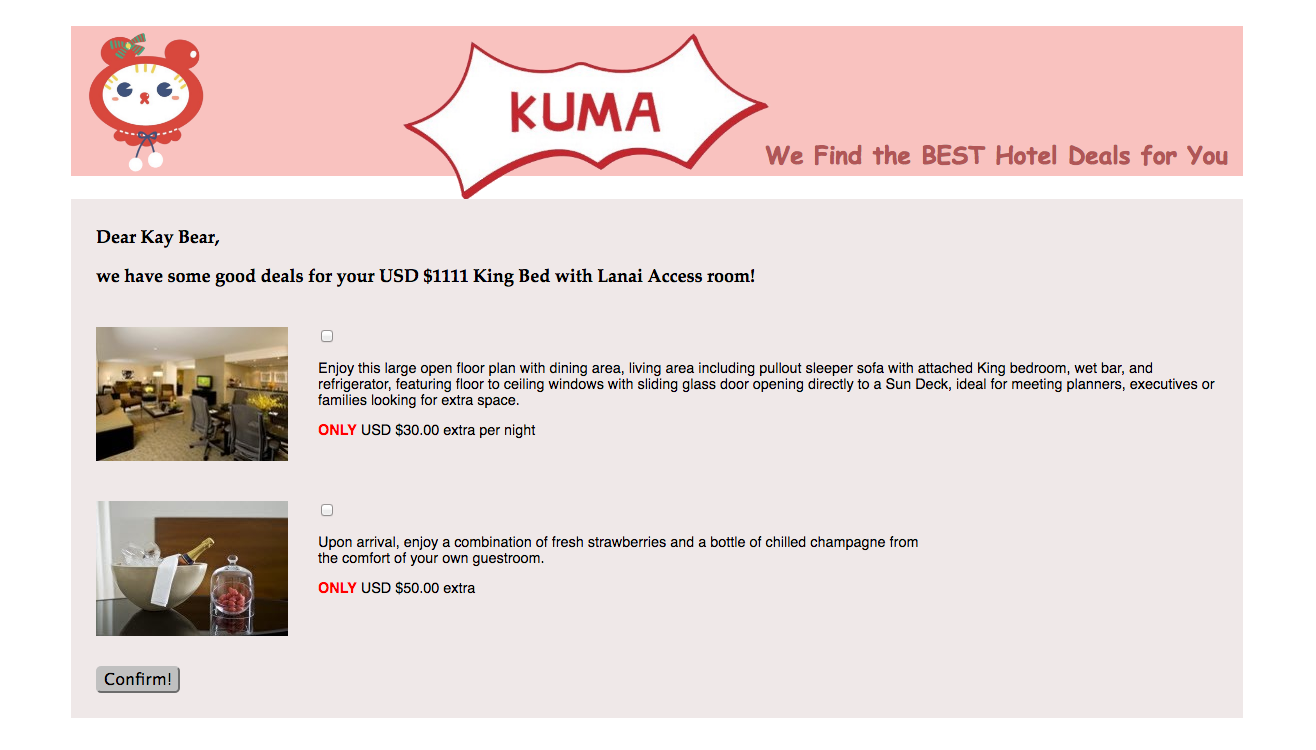 KUMA
We Find the BEST Hotel Deals for You
Dear Kay Bear,
we have some good deals for your USD $1111 King Bed with Lanai Access room!
Enjoy this large open floor plan with dining area, living area including pullout sleeper sofa with attached King bedroom, wet bar, and
refrigerator, featuring floor to ceiling windows with sliding glass door opening directly to a Sun Deck, ideal for meeting planners, executives or
families looking for extra space.
ONLY USD $30.00 extra per night
Upon arrival, enjoy a combination of fresh strawberries and a bottle of chilled champagne from
the comfort of your own guestroom.
ONLY USD $50.00 extra
Confirm!